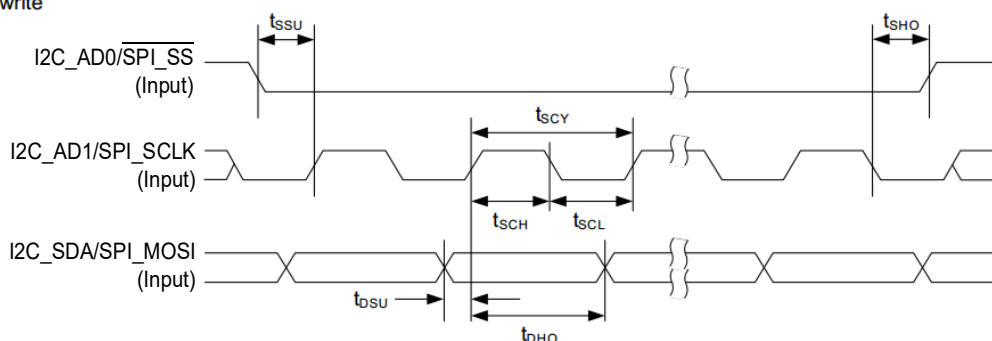 write
tSSU
tSHO
I2C_AD0/SPI_SS
(Input)
tSCY
I2C_AD1/SPI_SCLK
(Input)
tSCH
tSCL
I2C_SDA/SPI_MOSI
(Input)
tDSU
tDHO